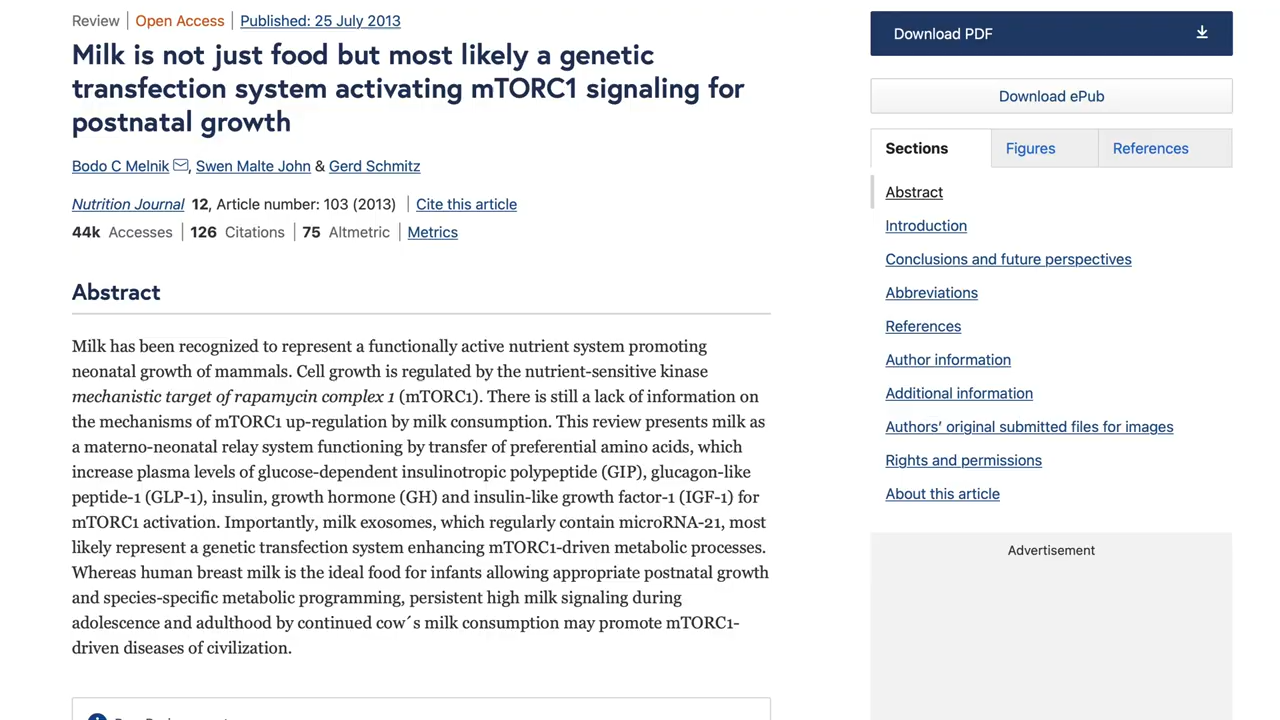 Review | Open Access | Published: 25 July 2013
Milk is not just food but most likely a genetic
transfection system activating mTORC1 signaling for
postnatal growth
Bodo C Melnik, Swen Malte John & Gerd Schmitz
Nutrition Journal 12, Article number: 103 (2013) | Cite this article
44k Accesses | 126 Citations | 75 Altmetric | Metrics
Abstract
Milk has been recognized to represent a functionally active nutrient system promoting
neonatal growth of mammals. Cell growth is regulated by the nutrient-sensitive kinase
mechanistic target of rapamycin complex 1 (mTORC1). There is still a lack of information on
the mechanisms of mTORC1 up-regulation by milk consumption. This review presents milk as
a materno-neonatal relay system functioning by transfer of preferential amino acids, which
increase plasma levels of glucose-dependent insulinotropic polypeptide (GIP), glucagon-like
peptide-1 (GLP-1), insulin, growth hormone (GH) and insulin-like growth factor-1 (IGF-1) for
mTORC1 activation. Importantly, milk exosomes, which regularly contain microRNA-21, most
likely represent a genetic transfection system enhancing mTORC1-driven metabolic processes.
Whereas human breast milk is the ideal food for infants allowing appropriate postnatal growth
and species-specific metabolic programming, persistent high milk signaling during
adolescence and adulthood by continued cow´s milk consumption may promote mTORC1-
driven diseases of civilization.
Download PDF
Download ePub
Sections
Figures
References
Abstract
Introduction
Conclusions and future perspectives
Abbreviations
References
Author information
Additional information
Authors’ original submitted files for images
Rights and permissions
About this article
Advertisement